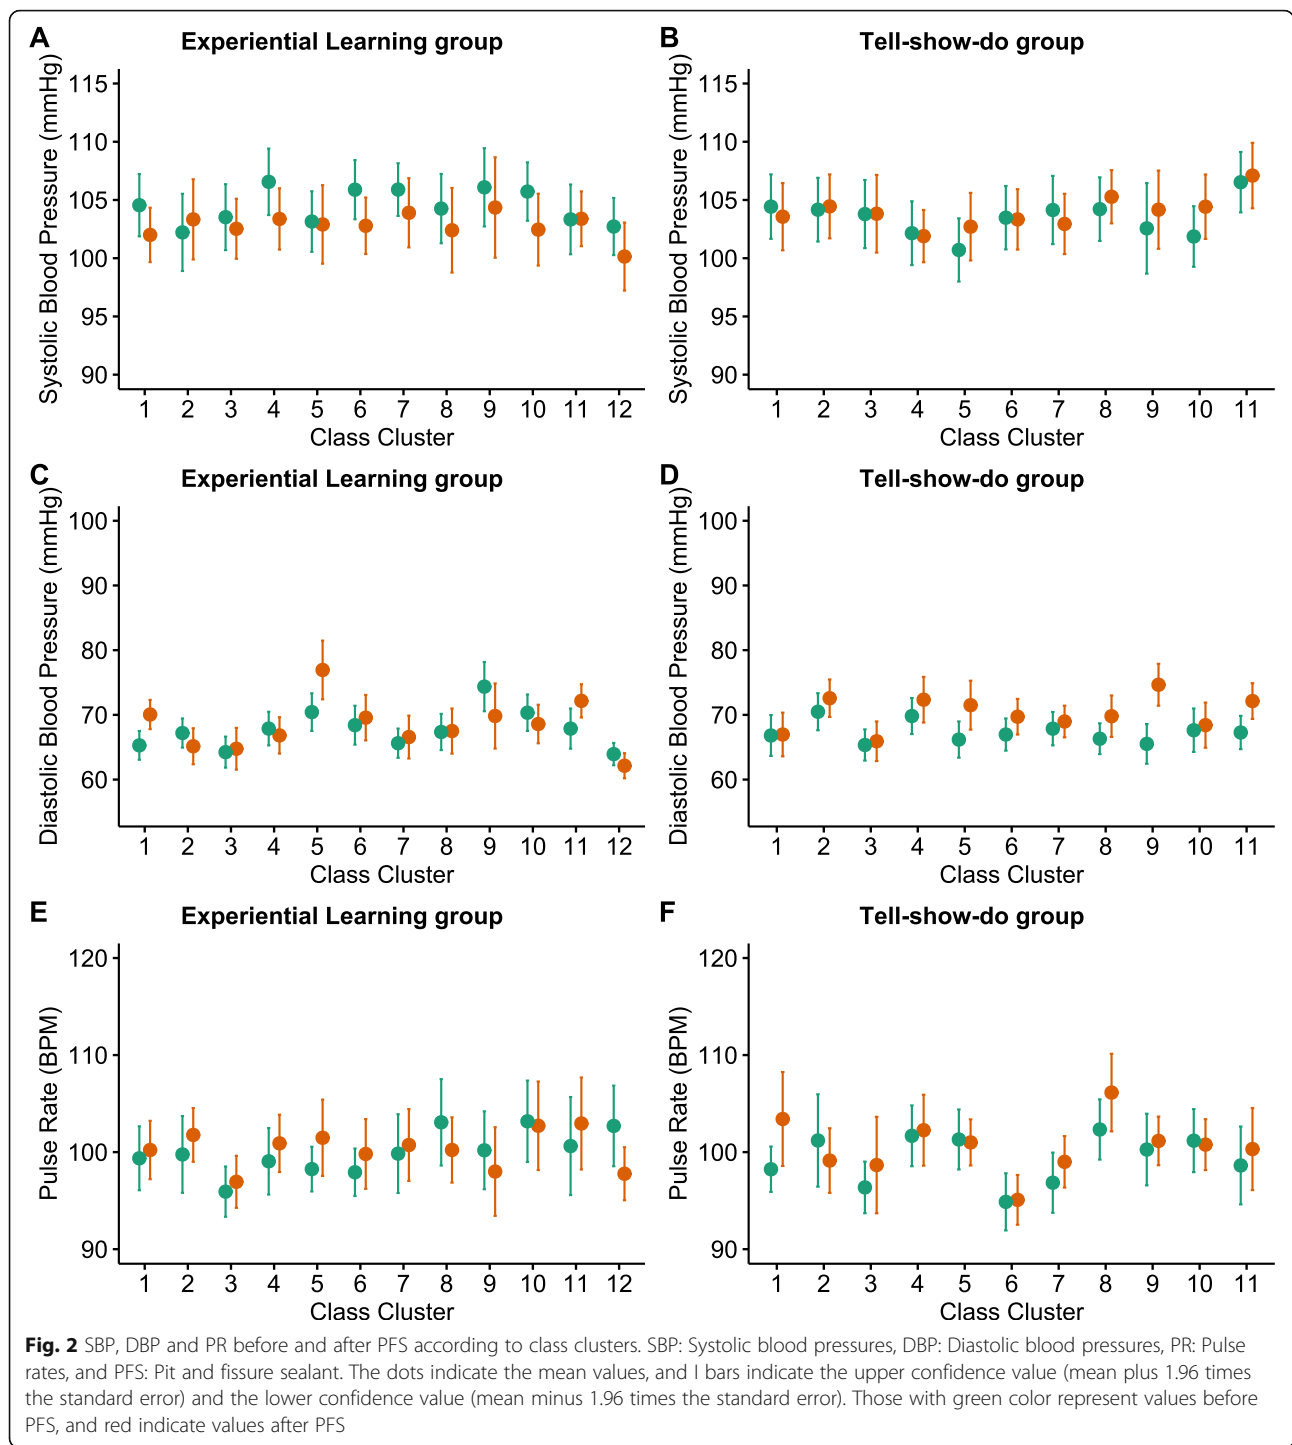 A
Experiential Learning group
Systolic Blood Pressure (mmHg)
115
110
105
100
95
90
1 2 3 4 5 6 7 8 9 10 11 12
Class Cluster
B
Tell-show-do group
Systolic Blood Pressure (mmHg)
115
110
105
100
95
90
1 2 3 4 5 6 7 8 9 10 11
Class Cluster
C
Experiential Learning group
Diastolic Blood Pressure (mmHg)
100
90
80
70
60
1 2 3 4 5 6 7 8 9 10 11 12
Class Cluster
D
Tell-show-do group
Diastolic Blood Pressure (mmHg)
100
90
80
70
60
1 2 3 4 5 6 7 8 9 10 11
Class Cluster
E
Experiential Learning group
Pulse Rate (BPM)
120
110
100
90
1 2 3 4 5 6 7 8 9 10 11 12
Class Cluster
F
Tell-show-do group
Pulse Rate (BPM)
120
110
100
90
1 2 3 4 5 6 7 8 9 10 11
Class Cluster
Fig. 2 SBP, DBP and PR before and after PFS according to class clusters. SBP: Systolic blood pressures, DBP: Diastolic blood pressures, PR: Pulse
rates, and PFS: Pit and fissure sealant. The dots indicate the mean values, and I bars indicate the upper confidence value (mean plus 1.96 times
the standard error) and the lower confidence value (mean minus 1.96 times the standard error). Those with green color represent values before
PFS, and red indicate values after PFS